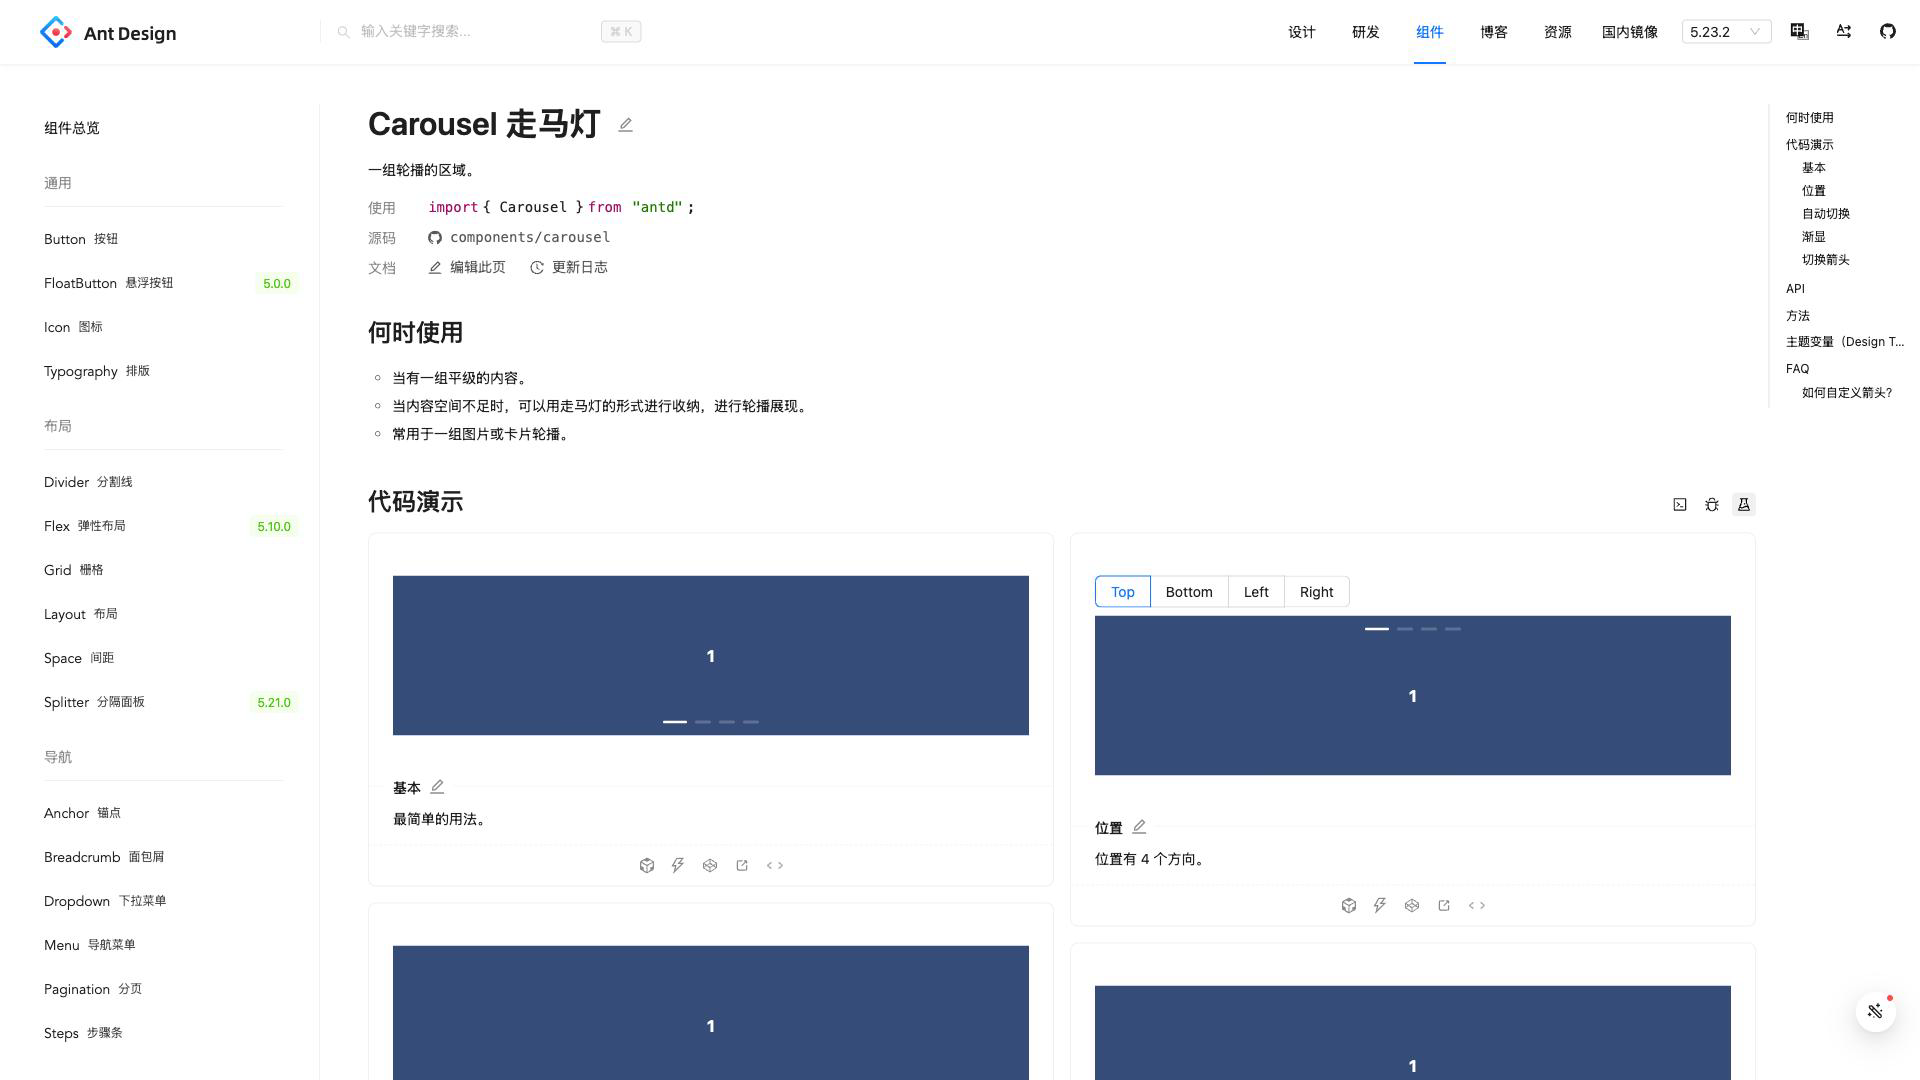 Ant Design
输入关键字搜索...
⌘ K
设计
研发
组件
博客
资源
国内镜像
5.23.2
组件总览
通用
Button 按钮
FloatButton 悬浮按钮 5.0.0
Icon 图标
Typography 排版
布局
Divider 分割线
Flex 弹性布局 5.10.0
Grid 栅格
Layout 布局
Space 间距
Splitter 分隔面板 5.21.0
导航
Anchor 锚点
Breadcrumb 面包屑
Dropdown 下拉菜单
Menu 导航菜单
Pagination 分页
Steps 步骤条
Carousel 走马灯
一组轮播的区域。
使用 import { Carousel } from "antd";
源码 components/carousel
文档 编辑此页 更新日志
何时使用
当有一组平级的内容。
当内容空间不足时，可以用走马灯的形式进行收纳，进行轮播展现。
常用于一组图片或卡片轮播。
代码演示
1
基本
最简单的用法。
Top Bottom Left Right
1
位置
位置有 4 个方向。
1
1
何时使用
代码演示
基本
位置
自动切换
渐显
切换箭头
API
方法
主题变量（Design T...
FAQ
如何自定义箭头？